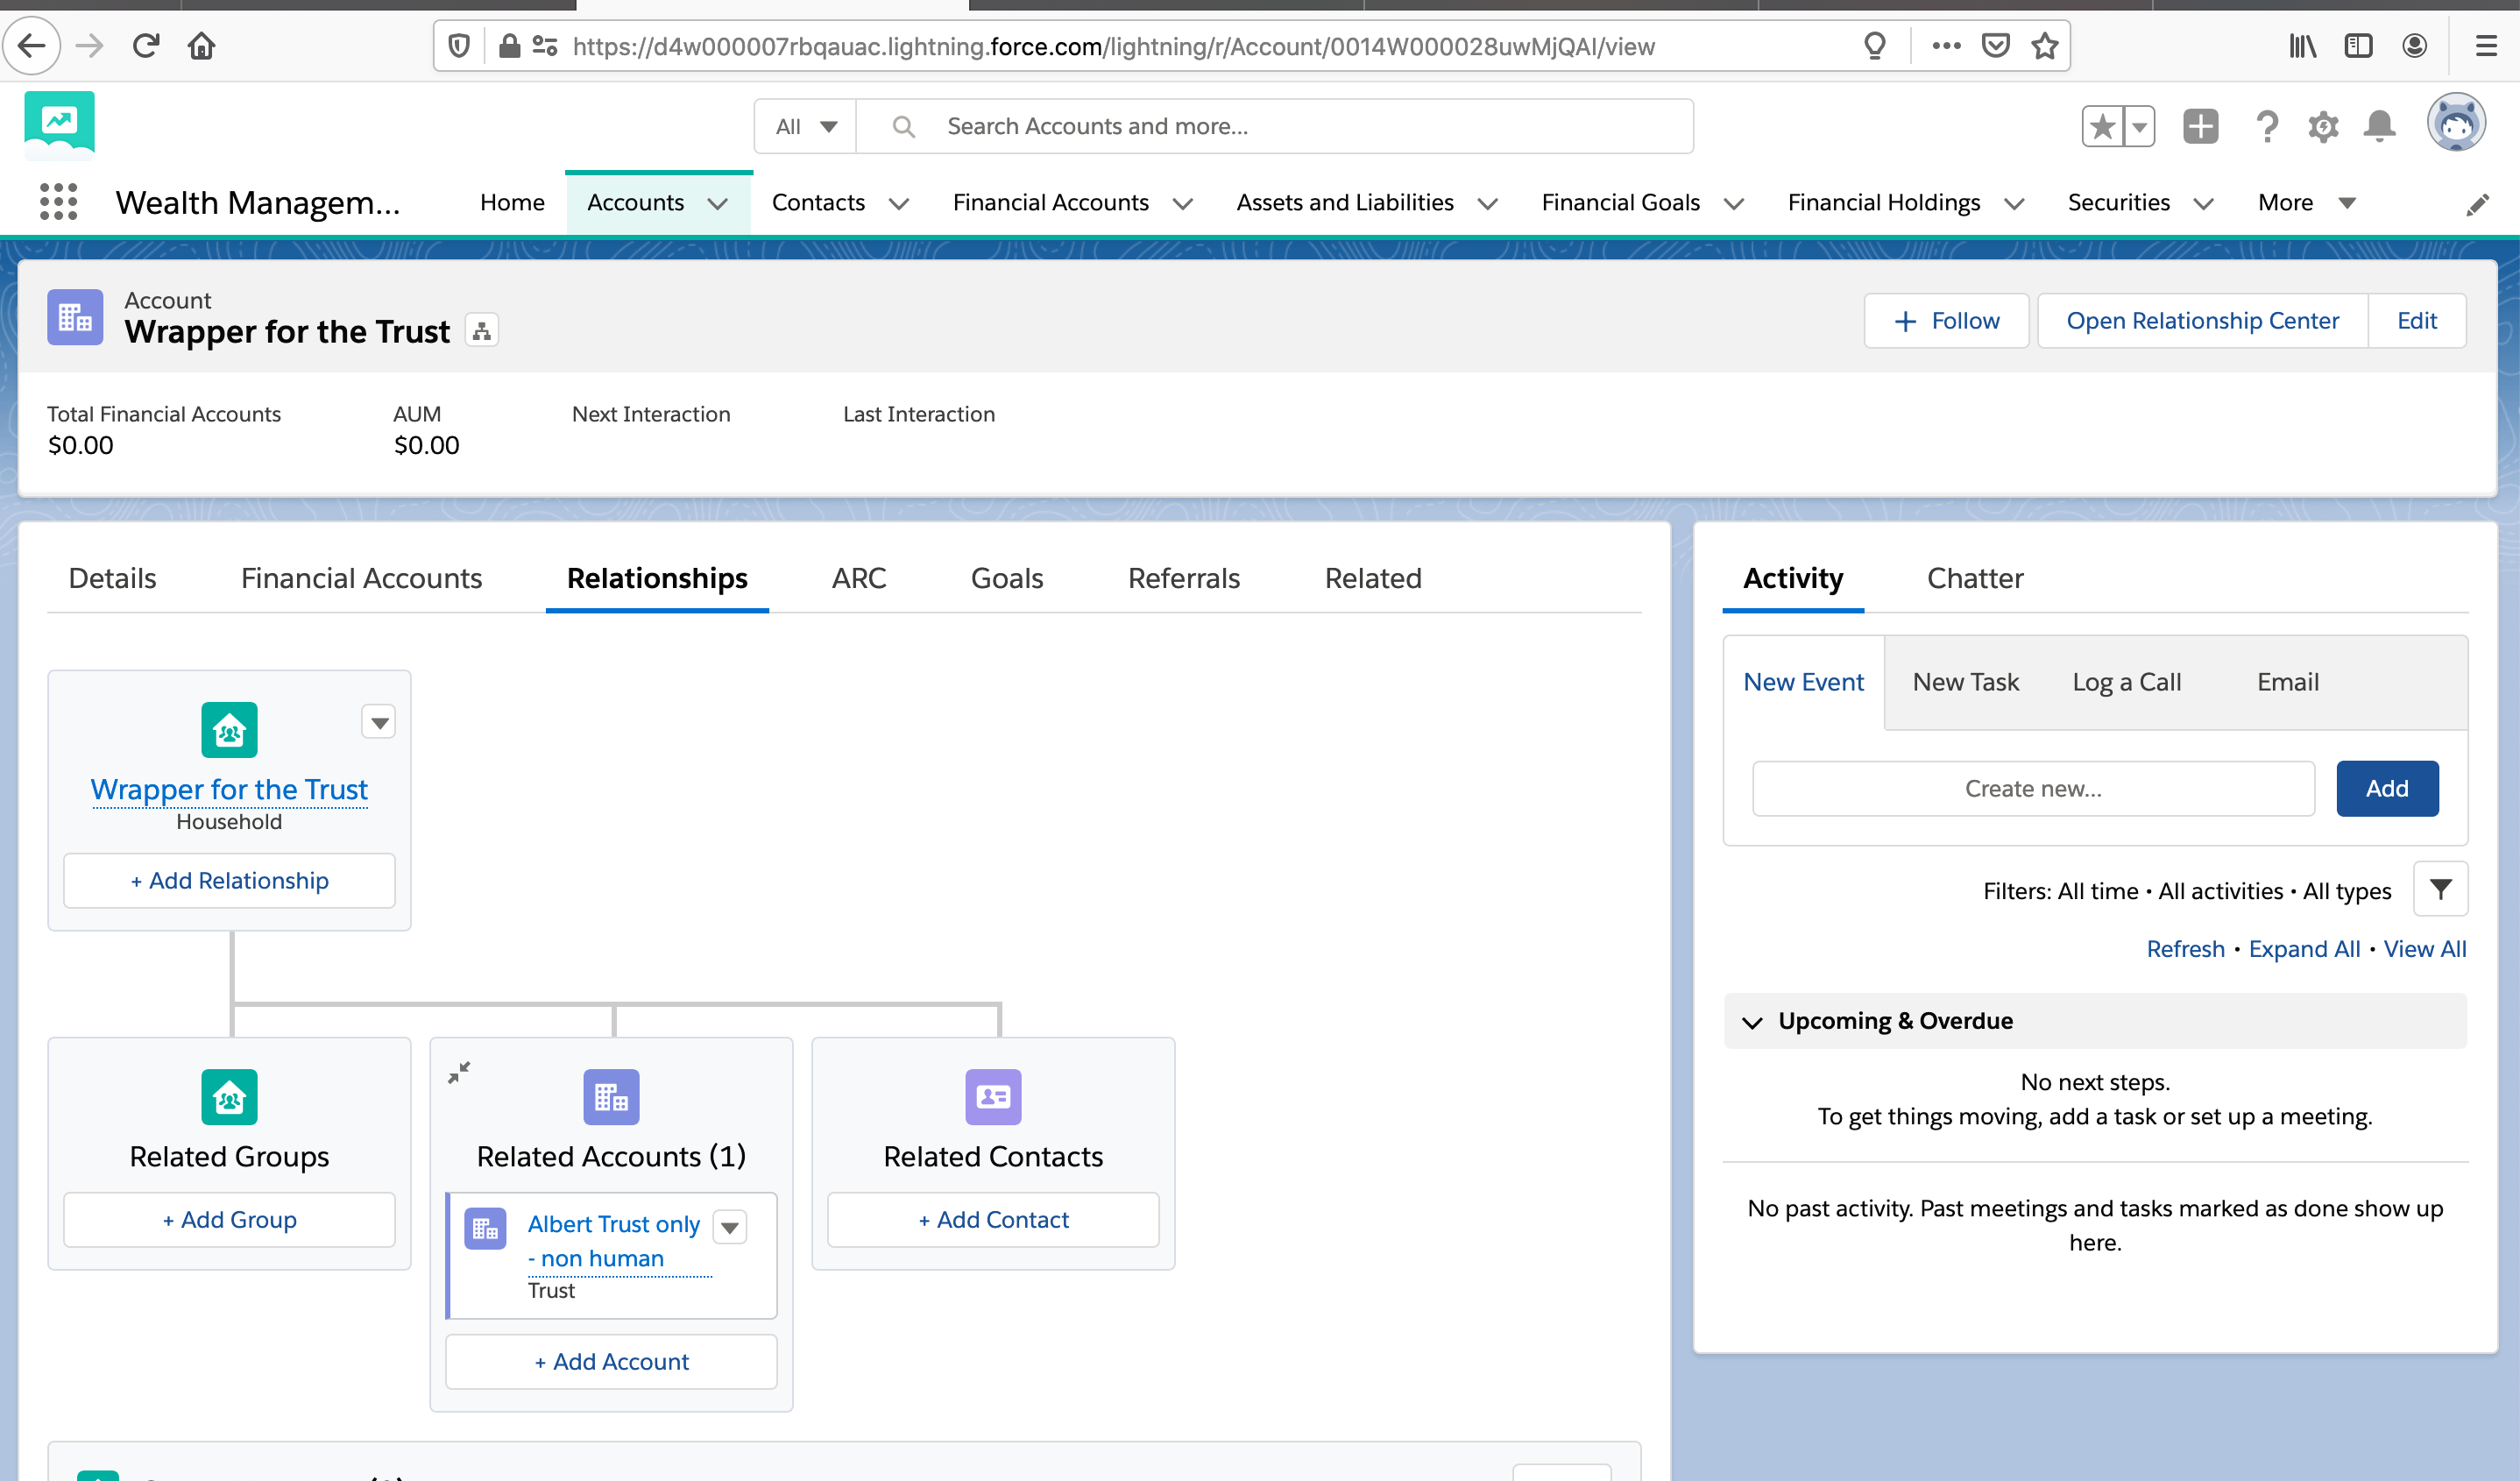 https://d4w000007rbqauac.lightning.force.com/lightning/r/Account/0014W000028uwMjQAI/view
All
Search Accounts and more...
Wealth Managem...
Home
Accounts
Contacts
Financial Accounts
Assets and Liabilities
Financial Goals
Financial Holdings
Securities
More
Account
Wrapper for the Trust
+ Follow
Open Relationship Center
Edit
Total Financial Accounts
$0.00
AUM
$0.00
Next Interaction
Last Interaction
Details
Financial Accounts
Relationships
ARC
Goals
Referrals
Related
Wrapper for the Trust
Household
+ Add Relationship
Related Groups
+ Add Group
Related Accounts (1)
Albert Trust only
- non human
Trust
+ Add Account
Related Contacts
+ Add Contact
Activity
Chatter
New Event
New Task
Log a Call
Email
Create new...
Add
Filters: All time • All activities • All types
Refresh • Expand All • View All
Upcoming & Overdue
No next steps.
To get things moving, add a task or set up a meeting.
No past activity. Past meetings and tasks marked as done show up
here.